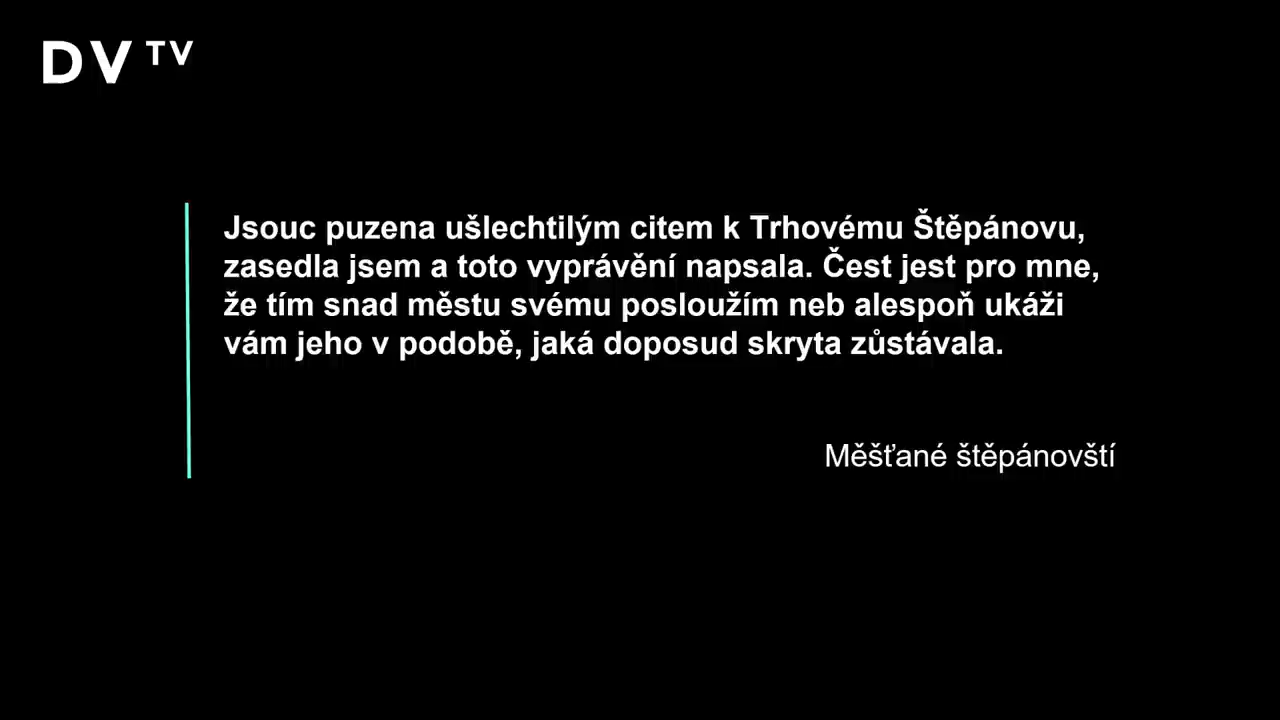 DV TV
Jsouc puzena ušlechtilým citem k Trhovému Štěpánovu,
zasedla jsem a toto vyprávění napsala. Čest jest pro mne,
že tím snad městu svému posloužím neb alespoň ukáži
vám jeho v podobě, jaká doposud skryta zůstávala.
Měšťané štěpánovští